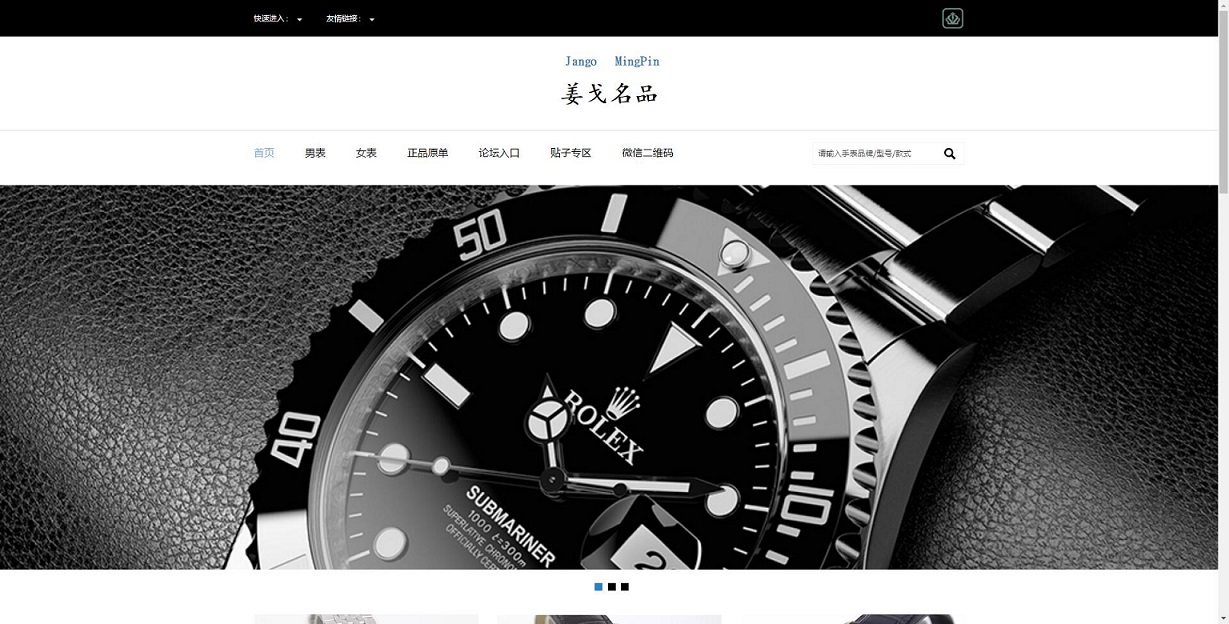 快速进入： 友情链接：
Jango MingPin
姜戈名品
首页 男表 女表 正品原单 论坛入口 贴子专区 微信二维码
请输入手表品牌/型号/款式
50
40
10
ROLEX
SUBMARINER
1000 ft=300m
SUPERLATIVE CHRONO
OFFICIALLY CER
2